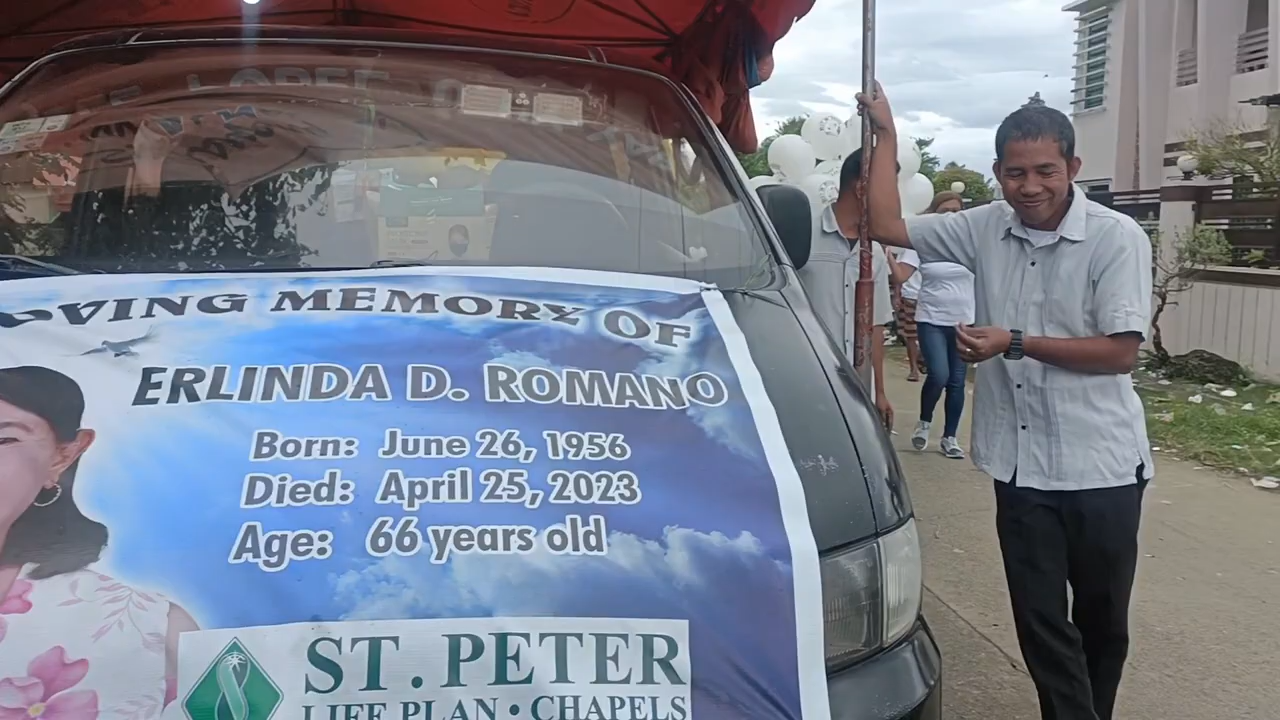 OVING MEMORY OF
ERLINDA D. ROMANO
Born: June 26, 1956
Died: April 25, 2023
Age: 66 years old
ST. PETER
LIFE PLAN • CHAPELS